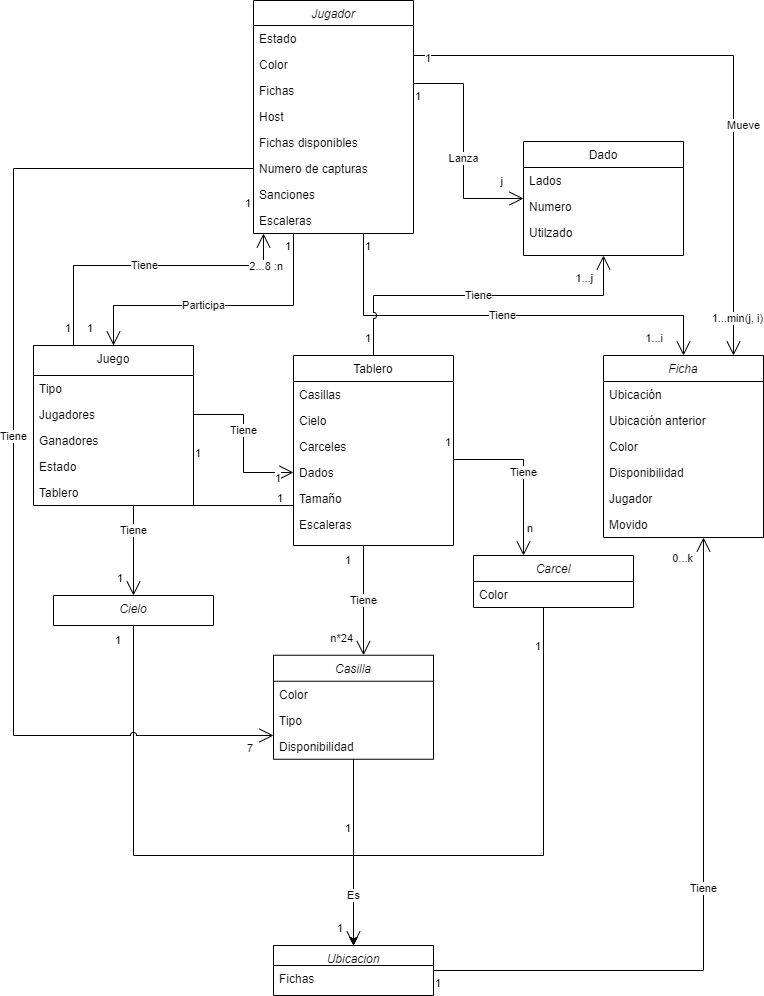 Jugador
Estado
Color
Fichas
Host
Fichas disponibles
Numero de capturas
Sanciones
Escaleras
1
1
Mueve
Lanza
j
Dado
Lados
Numero
Utilzado
1
1
1
Tiene
2...8 :n
1...j
Tiene
Participa
Tiene
1...min(j, i)
1
1
1
1...i
Juego
Tipo
Jugadores
Ganadores
Estado
Tablero
Tablero
Casillas
Cielo
Carceles
Dados
Tamaño
Escaleras
Ficha
Ubicación
Ubicación anterior
Color
Disponibilidad
Jugador
Movido
Tiene
Tiene
1
1
1
1
Tiene
n
Tiene
1
Cielo
1
1
Tiene
n*24
Carcel
Color
1
0...k
Casilla
Color
Tipo
Disponibilidad
7
1
Es
1
Tiene
Ubicacion
Fichas
1